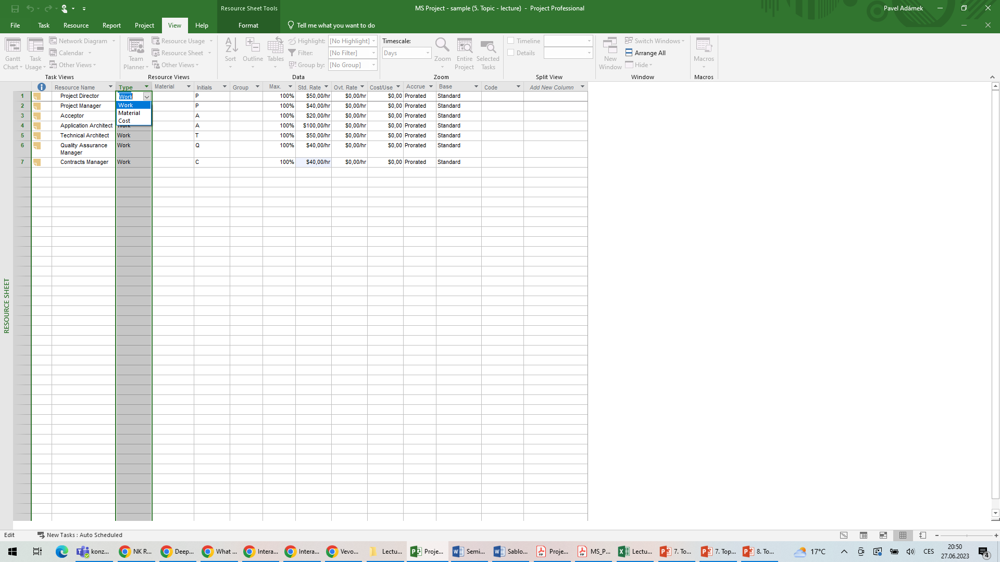 Resource Sheet Tools
MS Project - sample (5. Topic - lecture) - Project Professional
Pavel Adámek
File Task Resource Report Project View Help Format Tell me what you want to do
Network Diagram Resource Usage Highlight: [No Highlight] Timescale: Timeline Switch Windows
Calendar Resource Sheet Filter: [No Filter] Days Details Arrange All
Gantt Chart Task Usage Other Views Team Planner Other Views Sort Outline Tables Group by: [No Group] Zoom Entire Project Selected Tasks New Window Hide Macros
Task Views Resource Views Data Zoom Split View Window Macros
Resource Name Type Material Initials Group Max. Std. Rate Ovt. Rate Cost/Use Accrue Base Code Add New Column
1 Project Director Work P 100% $50,00/hr $0,00/hr $0,00 Prorated Standard
2 Project Manager Work P 100% $40,00/hr $0,00/hr $0,00 Prorated Standard
3 Acceptor Material A 100% $20,00/hr $0,00/hr $0,00 Prorated Standard
Cost
4 Application Architect Work A 100% $100,00/hr $0,00/hr $0,00 Prorated Standard
5 Technical Architect Work T 100% $50,00/hr $0,00/hr $0,00 Prorated Standard
6 Quality Assurance Work Q 100% $40,00/hr $0,00/hr $0,00 Prorated Standard
Manager
7 Contracts Manager Work C 100% $40,00/hr $0,00/hr $0,00 Prorated Standard
RESOURCE SHEET
Edit New Tasks : Auto Scheduled
konz... NK R... Deep... What ... Intera... Intera... Vevo... Lectu... Proje... Semi... Sablo... Proje... MS_P... Lectu... 7. To... 7. Top... 8. To... 17°C CES 20:50
27.06.2023 4